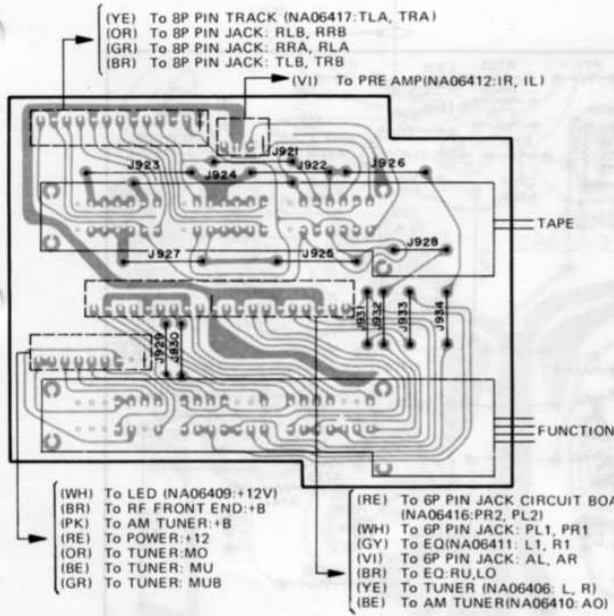 (YE) To 8P PIN TRACK (NA06417:TLA, TRA)
(OR) To 8P PIN JACK: RLB, RRB
(GR) To 8P PIN JACK: RRA, RLA
(BR) To 8P PIN JACK: TLB, TRB
(VI) To PRE AMP(NA06412:IR, IL)
J921
J923
J924
J922
J926
TAPE
J928
J927
J925
J931
J932
J933
J934
J929
J930
FUNCTION
(WH) To LED (NA06409:+12V)
(BR) To RF FRONT END:+B
(PK) To AM TUNER:+B
(RE) To POWER:+12
(OR) To TUNER:MO
(BE) To TUNER: MU
(GR) To TUNER: MUB
(RE) To 6P PIN JACK CIRCUIT BOA
(NA06416:PR2, PL2)
(WH) To 6P PIN JACK: PL1, PR1
(GY) To EQ(NA06411: L1, R1
(VI) To 6P PIN JACK: AL, AR
(BR) To EQ:RU,LO
(YE) To TUNER (NA06406: L, R)
(BE) To AM TUNER(NA06410: AO)